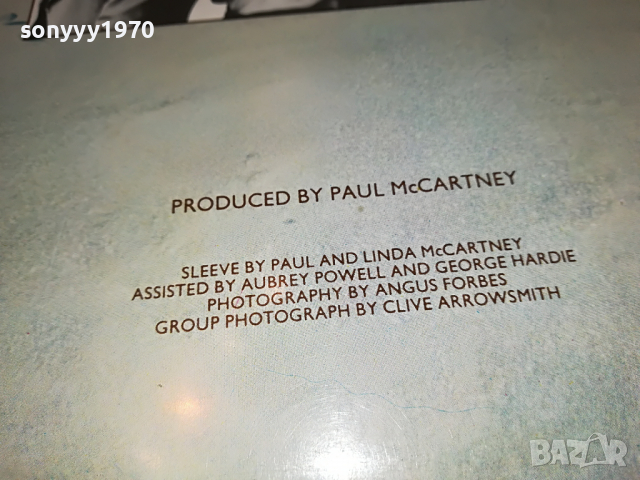 sonyyy1970
PRODUCED BY PAUL McCARTNEY
SLEEVE BY PAUL AND LINDA McCARTNEY
ASSISTED BY AUBREY POWELL AND GEORGE HARDIE
PHOTOGRAPHY BY ANGUS FORBES
GROUP PHOTOGRAPH BY CLIVE ARROWSMITH
BAZAR